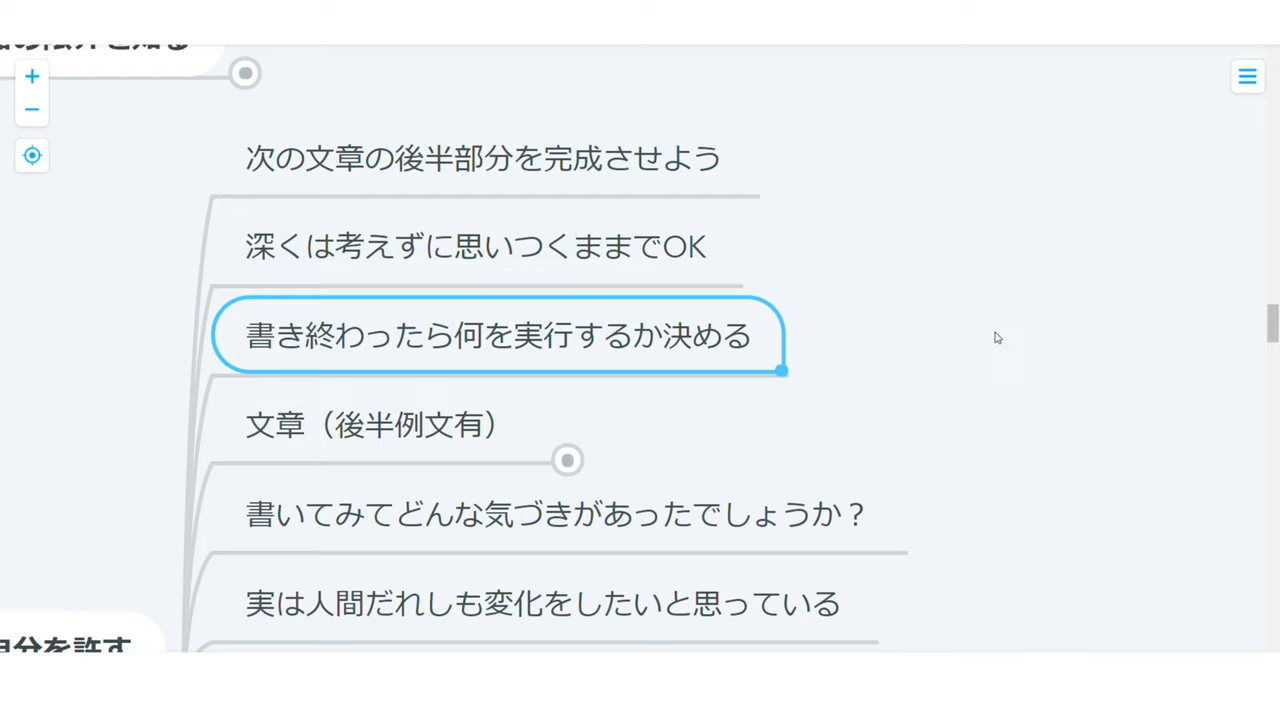 次の文章の後半部分を完成させよう
深くは考えずに思いつくままでOK
書き終わったら何を実行するか決める
文章（後半例文有）
書いてみてどんな気づきがあったでしょうか？
実は人間だれしも変化をしたいと思っている
自分を許す